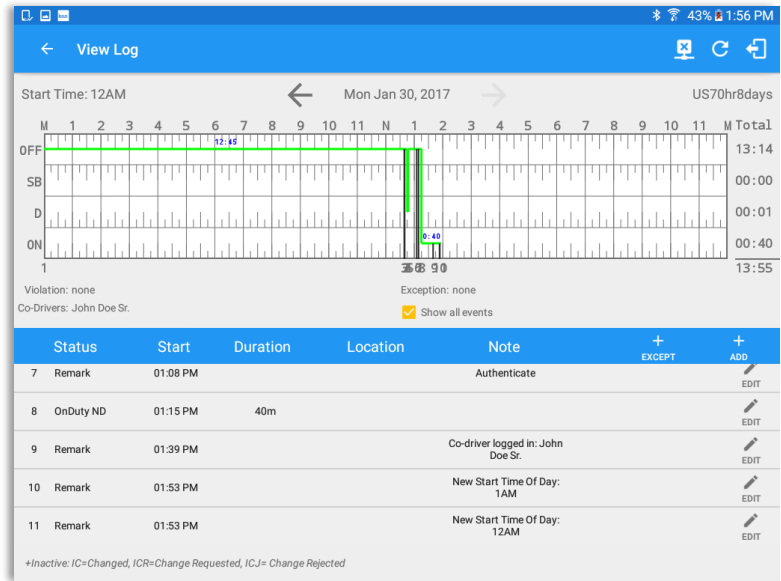 43% 1:56 PM
View Log
Start Time: 12AM
Mon Jan 30, 2017
US70hr8days
M 1 2 3 4 5 6 7 8 9 10 11 N 1 2 3 4 5 6 7 8 9 10 11 M Total
12:45
OFF 13:14
SB 00:00
D 00:01
0:40
ON 00:40
1 8 9 13:55
Violation: none
Exception: none
Co-Drivers: John Doe Sr.
Show all events
Status Start Duration Location Note + EXCEPT + ADD
7 Remark 01:08 PM Authenticate EDIT
8 OnDuty ND 01:15 PM 40m EDIT
9 Remark 01:39 PM Co-driver logged in: John
Doe Sr. EDIT
10 Remark 01:53 PM New Start Time Of Day:
1AM EDIT
11 Remark 01:53 PM New Start Time Of Day:
12AM EDIT
+Inactive: IC=Changed, ICR=Change Requested, ICJ= Change Rejected